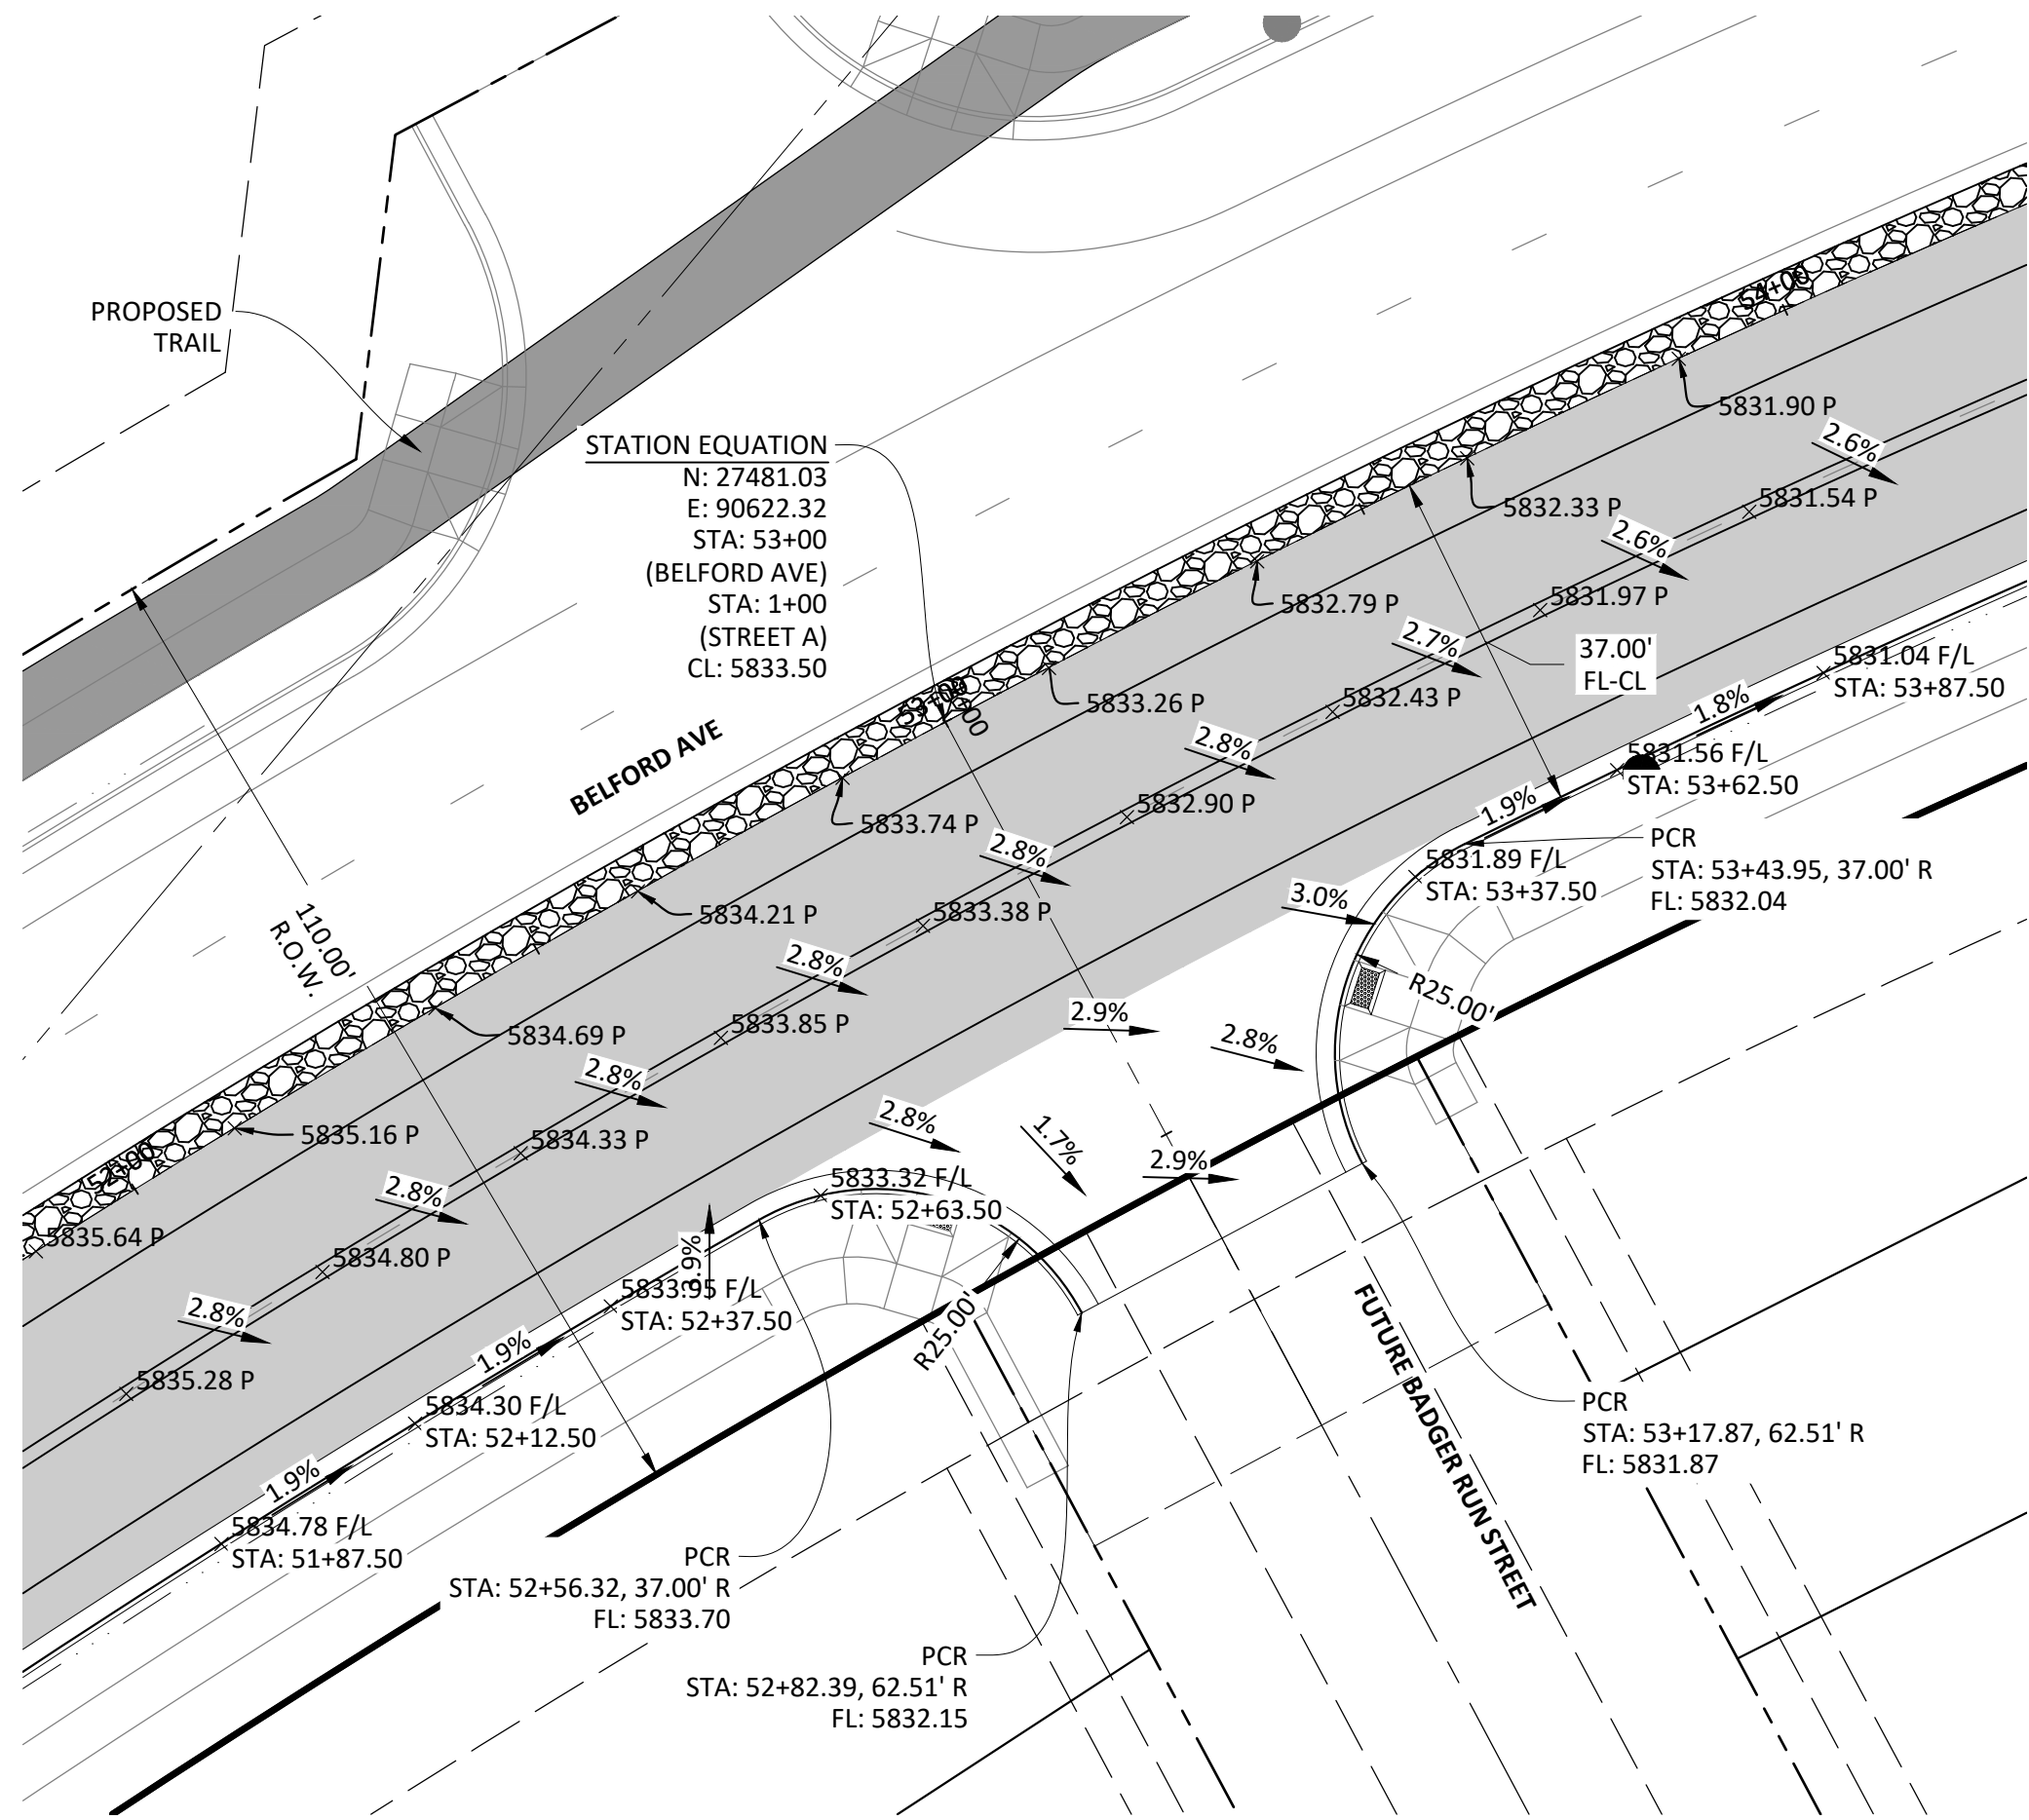 PROPOSED
TRAIL
STATION EQUATION
N: 27481.03
E: 90622.32
STA: 53+00
(BELFORD AVE)
STA: 1+00
(STREET A)
CL: 5833.50
54+00
5831.90 P
2.6%
5831.54 P
5832.33 P
2.6%
5831.97 P
5832.79 P
2.7%
37.00'
FL-CL
5832.43 P
5831.04 F/L
STA: 53+87.50
1.8%
53+00
5833.26 P
2.8%
5831.56 F/L
STA: 53+62.50
BELFORD AVE
5832.90 P
1.9%
5833.74 P
2.8%
PCR
STA: 53+43.95, 37.00' R
FL: 5832.04
5831.89 F/L
STA: 53+37.50
3.0%
110.00'
R.O.W.
5834.21 P
5833.38 P
2.8%
R25.00'
5834.69 P
5833.85 P
2.9%
2.8%
2.8%
2.8%
1.7%
2.9%
5835.16 P
5834.33 P
52+00
2.8%
5833.32 F/L
STA: 52+63.50
5835.64 P
5834.80 P
3.9%
5833.95 F/L
STA: 52+37.50
2.8%
R25.00'
1.9%
5835.28 P
5834.30 F/L
STA: 52+12.50
FUTURE BADGER RUN STREET
PCR
STA: 53+17.87, 62.51' R
FL: 5831.87
1.9%
5834.78 F/L
STA: 51+87.50
PCR
STA: 52+56.32, 37.00' R
FL: 5833.70
PCR
STA: 52+82.39, 62.51' R
FL: 5832.15